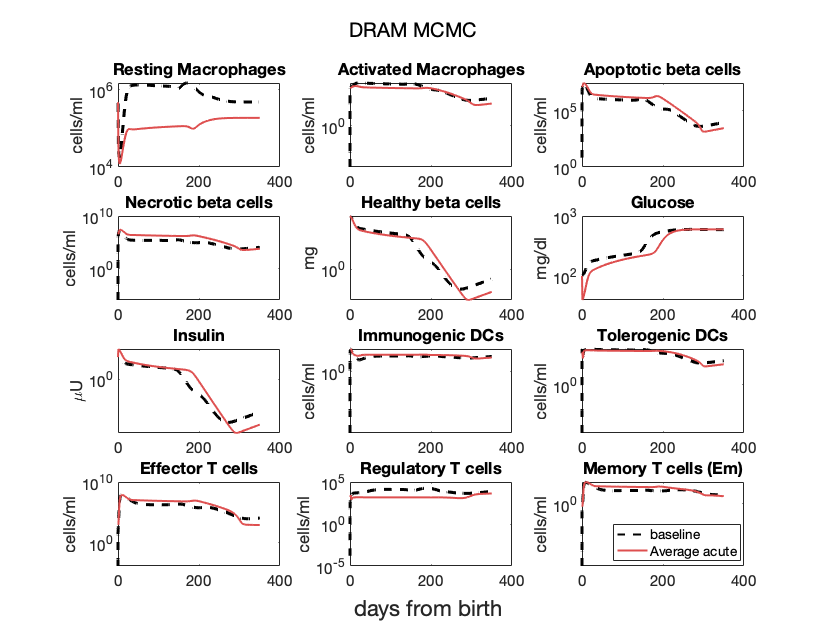 DRAM MCMC
Resting Macrophages
Activated Macrophages
Apoptotic beta cells
cells/ml
10^6
10^4
0 200 400
cells/ml
10^0
0 200 400
cells/ml
10^5
10^0
0 200 400
Necrotic beta cells
Healthy beta cells
Glucose
cells/ml
10^10
10^0
0 200 400
mg
10^0
0 200 400
mg/dl
10^3
10^2
0 200 400
Insulin
Immunogenic DCs
Tolerogenic DCs
μU
10^0
0 200 400
cells/ml
10^0
0 200 400
cells/ml
10^0
0 200 400
Effector T cells
Regulatory T cells
Memory T cells (Em)
cells/ml
10^10
10^0
0 200 400
cells/ml
10^5
10^0
10^-5
0 200 400
cells/ml
10^0
0 200 400
baseline
Average acute
days from birth